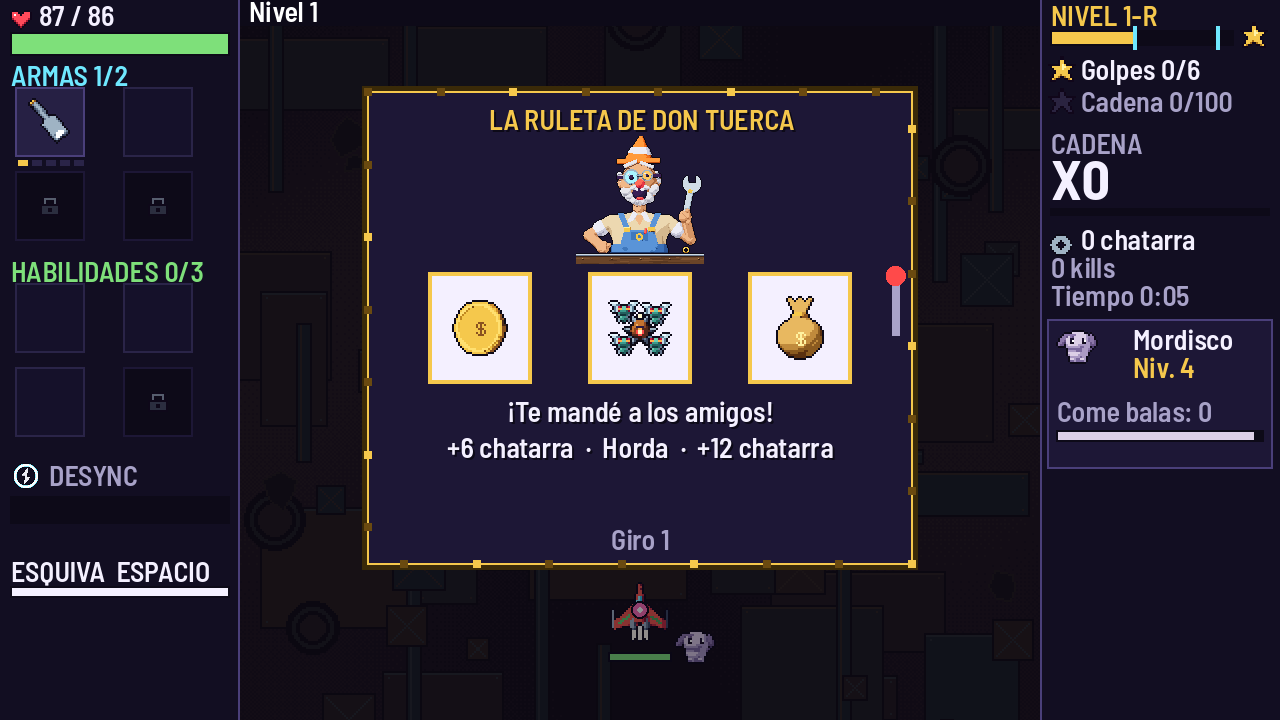 87 / 86
ARMAS 1/2
HABILIDADES 0/3
DESYNC
ESQUIVA ESPACIO
Nivel 1
LA RULETA DE DON TUERCA
$
$
¡Te mandé a los amigos!
+6 chatarra · Horda · +12 chatarra
Giro 1
NIVEL 1-R
Golpes 0/6
Cadena 0/100
CADENA
X0
0 chatarra
0 kills
Tiempo 0:05
Mordisco
Niv. 4
Come balas: 0